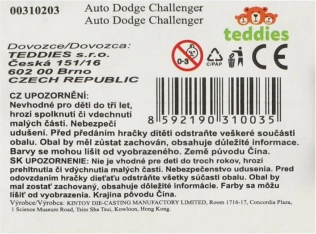 00310203
Auto Dodge Challenger
Auto Dodge Challenger
teddies
Dovozce/Dovozca:
TEDDIES s.r.o.
Česká 151/16
602 00 Brno
CZECH REPUBLIC
0-3
C/PAP
8 592190 310035
CZ UPOZORNĚNÍ:
Nevhodné pro děti do tří let,
hrozí spolknutí či vdechnutí
malých částí. Nebezpečí
udušení. Před předáním hračky dítěti odstraňte veškeré součásti
obalu. Obal by měl zůstat zachován, obsahuje důležité informace.
Barvy se mohou lišit od vyobrazeného. Země původu Čína.
SK UPOZORNENIE: Nie je vhodné pre deti do troch rokov, hrozí
prehltnutia či vdýchnutia malých častí. Nebezpečenstvo udusenia. Pred
odovzdaním hračky dieťaťu odstráňte všetky súčasti obalu. Obal by
mal zostať zachovaný, obsahuje dôležité informácie. Farby sa môžu
líšiť od vyobrazenia. Krajina pôvodu Čína.
Výrobce/Výrobca: KINTOY DIE-CASTING MANUFACTORY LIMITED, Room 1716-17, Concordia Plaza,
1 Science Museum Road, Tsim Sha Tsui, Kowloon, Hong Kong.